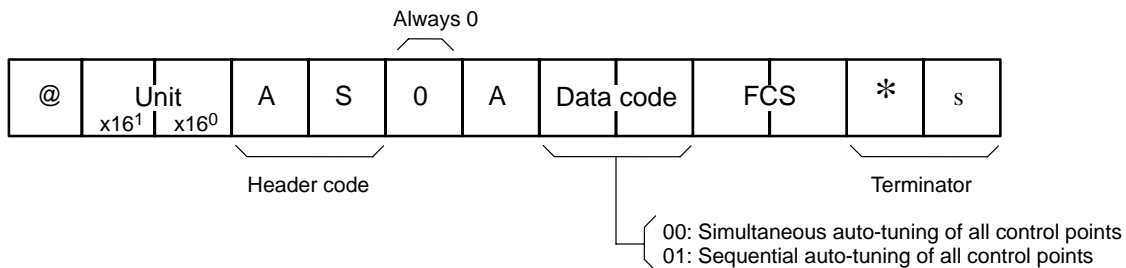 Always 0
@ Unit A S 0 A Data code FCS * s
x16¹ x16⁰
Header code
Terminator
00: Simultaneous auto-tuning of all control points
01: Sequential auto-tuning of all control points